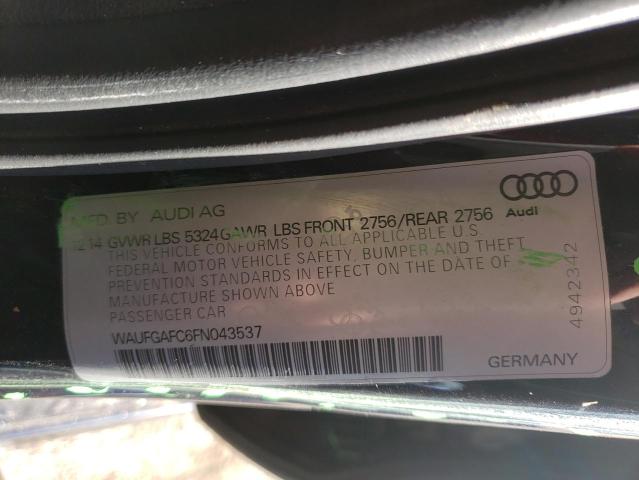 MFD. BY AUDI AG
12 14 GVWR LBS 5324 GAWR LBS FRONT 2756/REAR 2756
Audi
THIS VEHICLE CONFORMS TO ALL APPLICABLE U.S.
FEDERAL MOTOR VEHICLE SAFETY, BUMPER AND THEFT
PREVENTION STANDARDS IN EFFECT ON THE DATE OF
MANUFACTURE SHOWN ABOVE
PASSENGER CAR
WAUFGAFC6FN043537
4942342
GERMANY